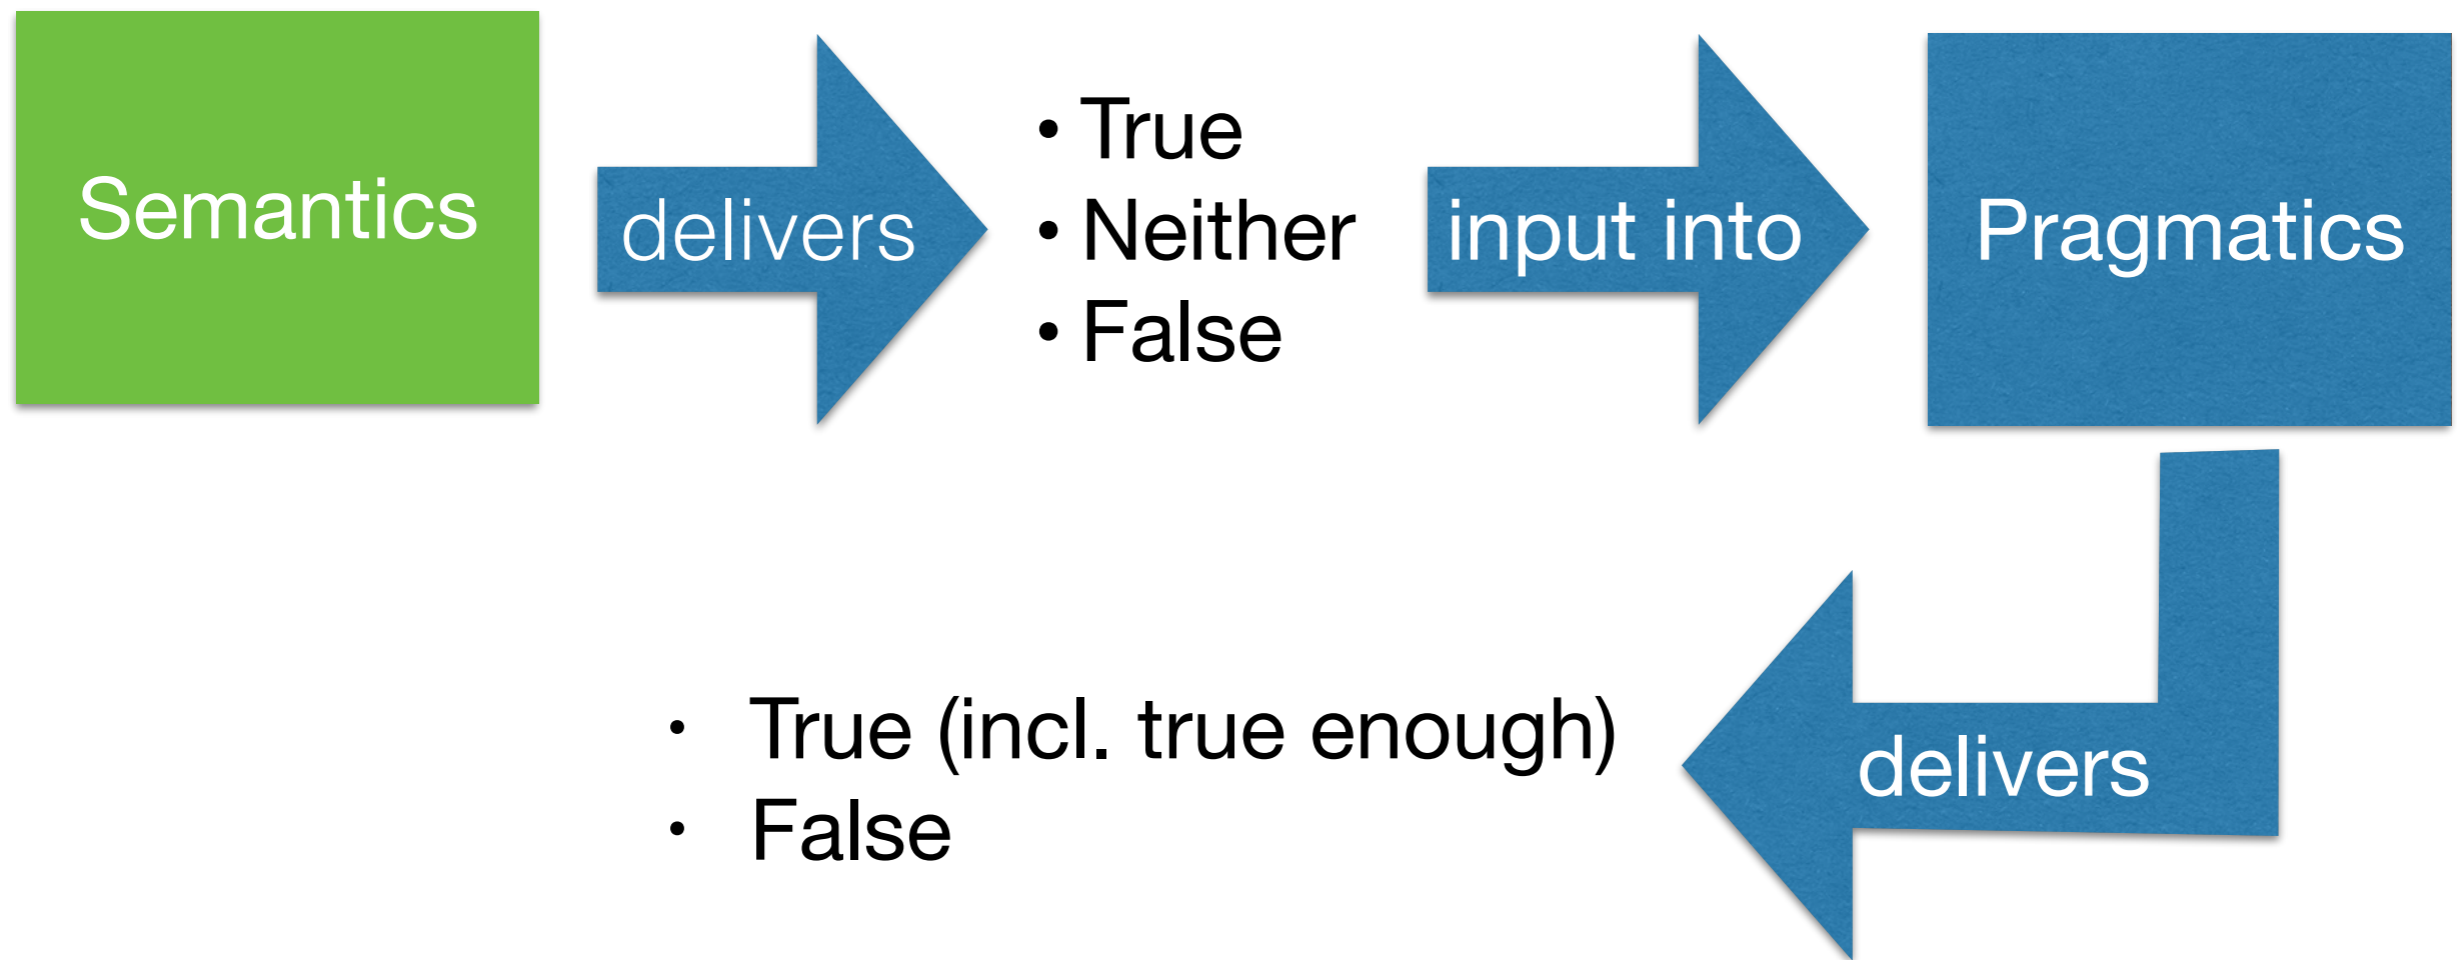 Semantics
delivers
• True
• Neither
• False
input into
Pragmatics
delivers
• True (incl. true enough)
• False